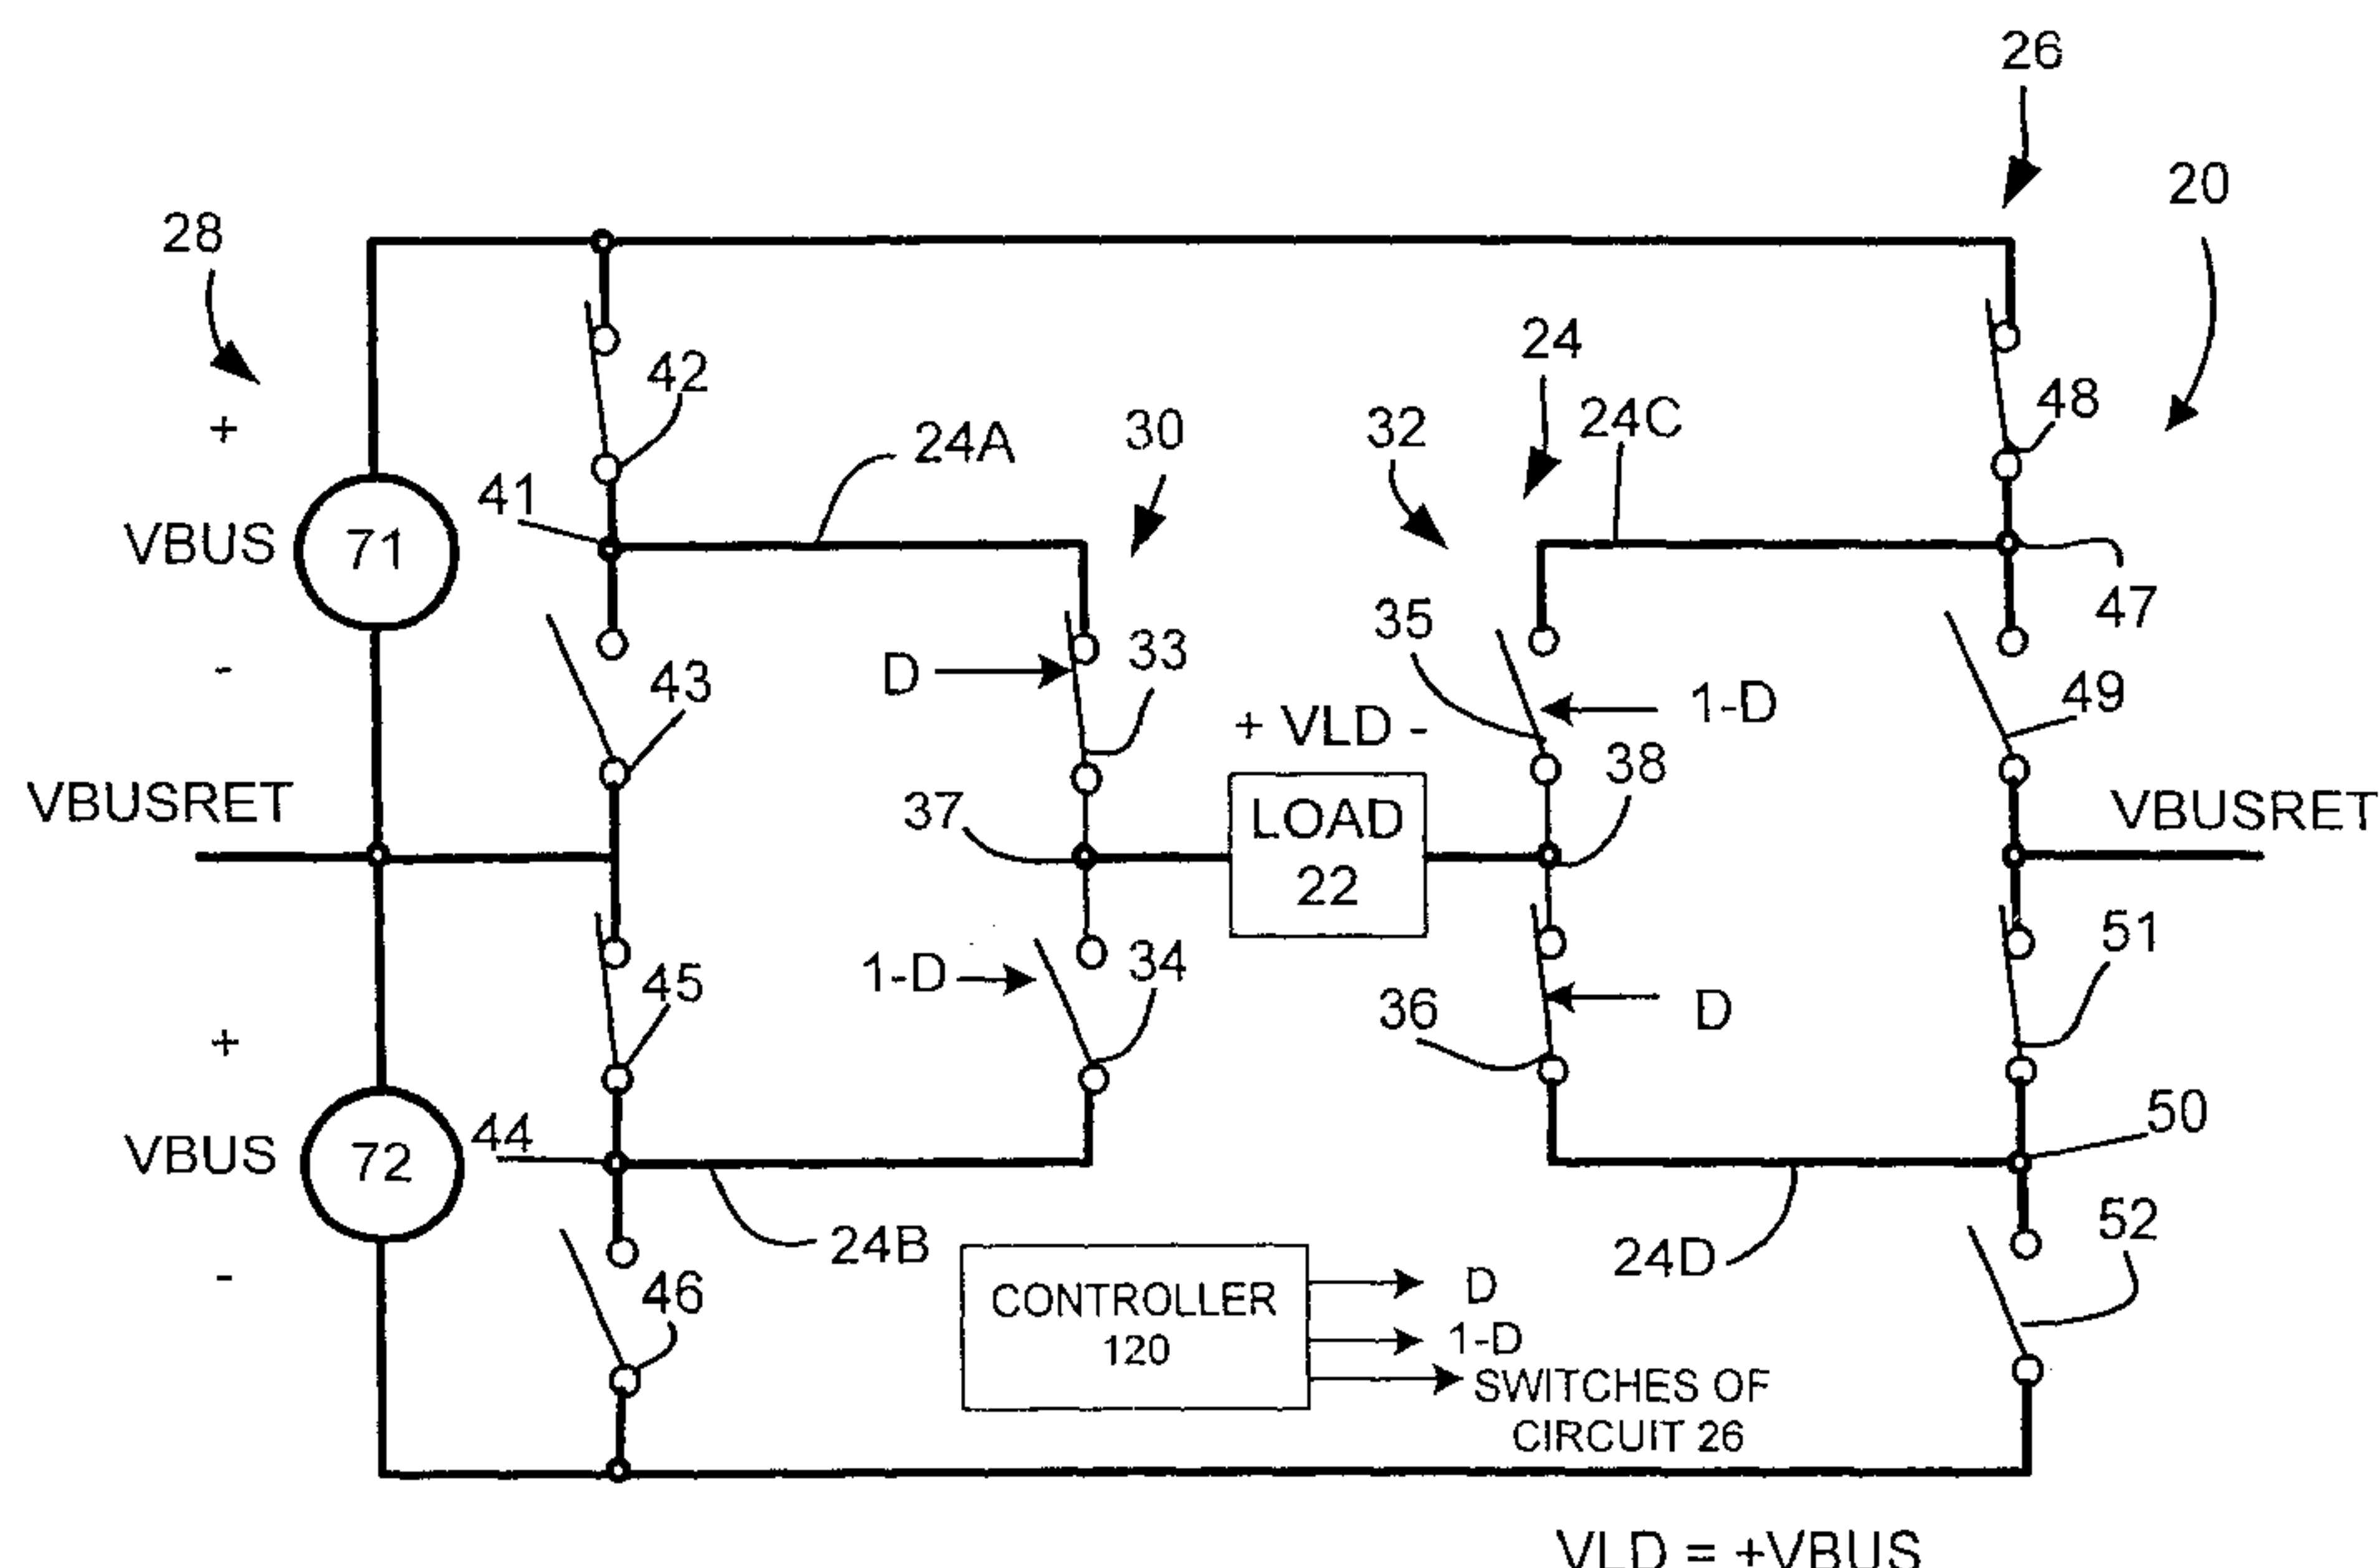 26
20
28
24
42
48
+
30
32
24C
24A
41
VBUS
71
47
35
33
D
-
43
1-D
49
+ VLD -
38
VBUSRET
37
LOAD
22
VBUSRET
51
34
1-D
45
36
D
+
44
50
VBUS
72
52
24B
24D
-
46
CONTROLLER
120
D
1-D
SWITCHES OF
CIRCUIT 26
VLD = +VBUS